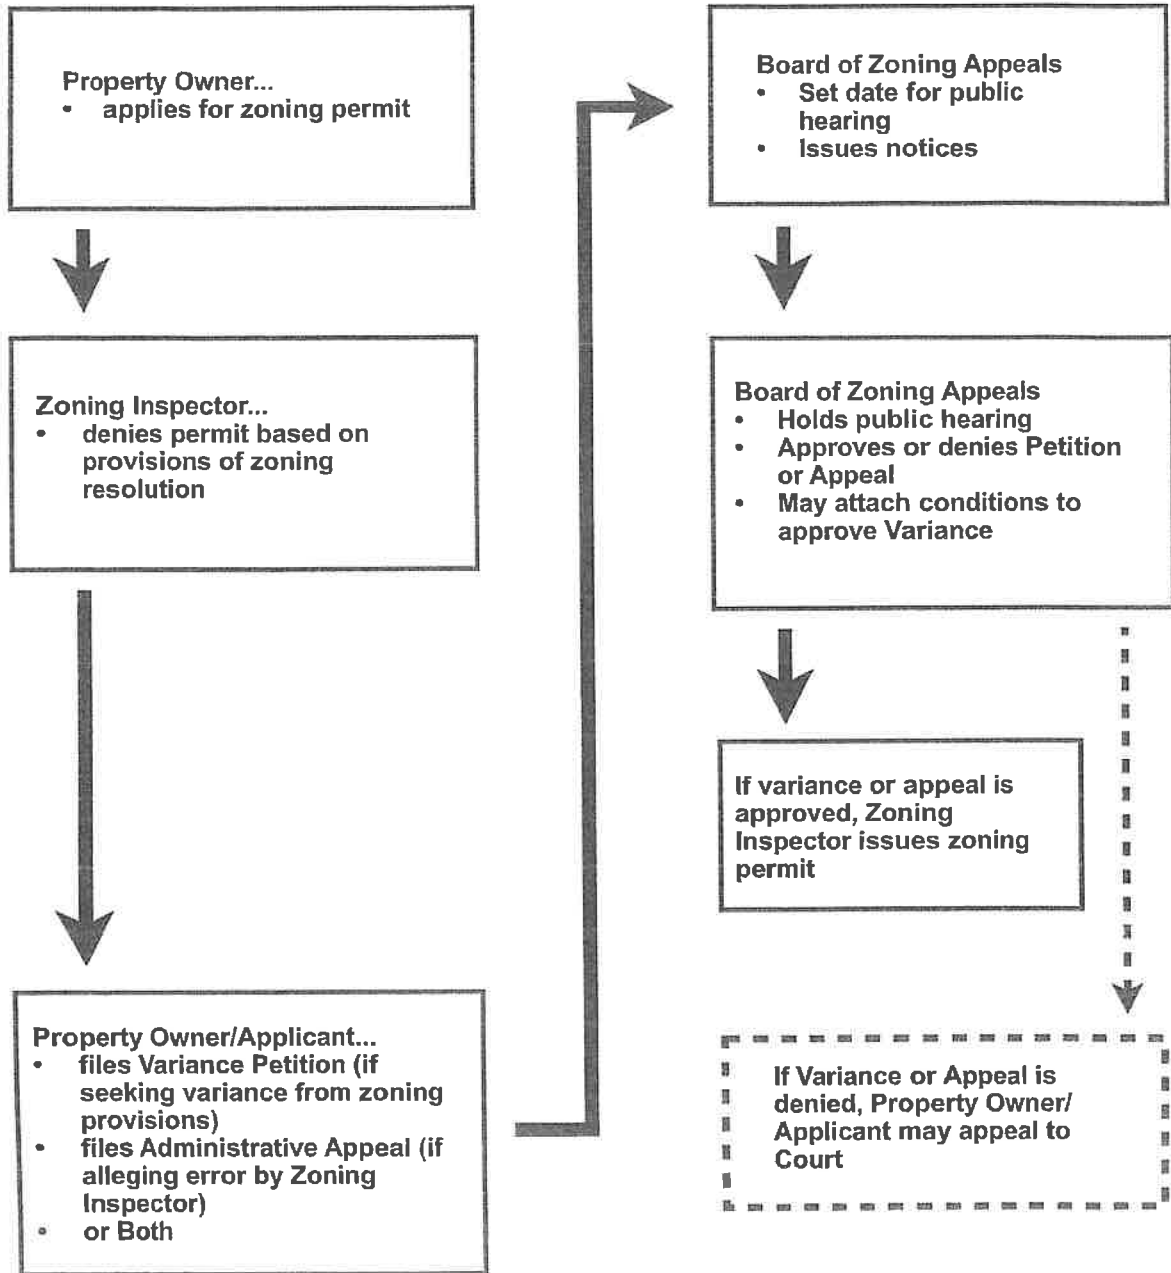 Property Owner...
• applies for zoning permit
Zoning Inspector...
• denies permit based on
provisions of zoning
resolution
Property Owner/Applicant...
• files Variance Petition (if
seeking variance from zoning
provisions)
• files Administrative Appeal (if
alleging error by Zoning
Inspector)
• or Both
Board of Zoning Appeals
• Set date for public
hearing
• Issues notices
Board of Zoning Appeals
• Holds public hearing
• Approves or denies Petition
or Appeal
• May attach conditions to
approve Variance
If variance or appeal is
approved, Zoning
Inspector issues zoning
permit
If Variance or Appeal is
denied, Property Owner/
Applicant may appeal to
Court